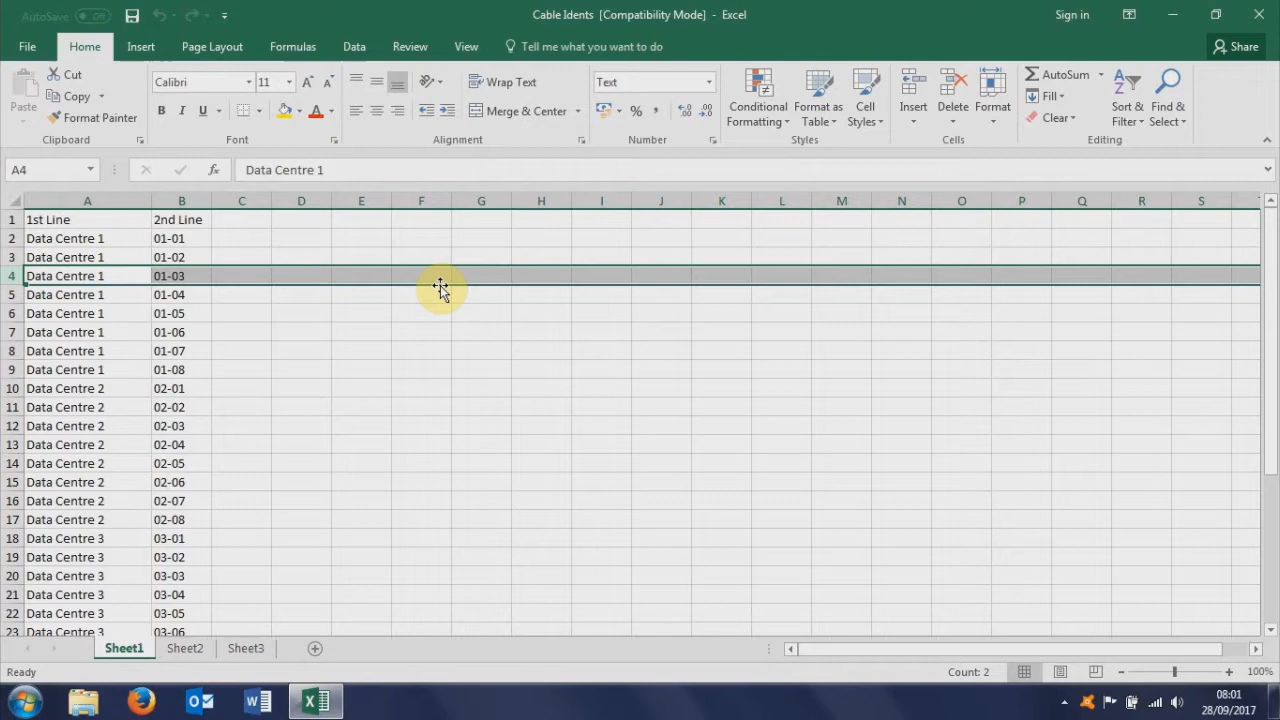 AutoSave Off
Cable Idents [Compatibility Mode] - Excel
Sign in
File Home Insert Page Layout Formulas Data Review View Tell me what you want to do Share
Paste
Cut
Copy
Format Painter
Clipboard
Calibri 11
B I U
Font
Wrap Text
Merge & Center
Alignment
Text
Number
Conditional Formatting
Format as Table
Cell Styles
Styles
Insert Delete Format
Cells
AutoSum
Fill
Clear
Sort & Filter
Find & Select
Editing
A4 fx Data Centre 1
A B C D E F G H I J K L M N O P Q R S
1 1st Line 2nd Line
2 Data Centre 1 01-01
3 Data Centre 1 01-02
4 Data Centre 1 01-03
5 Data Centre 1 01-04
6 Data Centre 1 01-05
7 Data Centre 1 01-06
8 Data Centre 1 01-07
9 Data Centre 1 01-08
10 Data Centre 2 02-01
11 Data Centre 2 02-02
12 Data Centre 2 02-03
13 Data Centre 2 02-04
14 Data Centre 2 02-05
15 Data Centre 2 02-06
16 Data Centre 2 02-07
17 Data Centre 2 02-08
18 Data Centre 3 03-01
19 Data Centre 3 03-02
20 Data Centre 3 03-03
21 Data Centre 3 03-04
22 Data Centre 3 03-05
23 Data Centre 3 03-06
Sheet1 Sheet2 Sheet3
Ready Count: 2 100%
08:01
28/09/2017